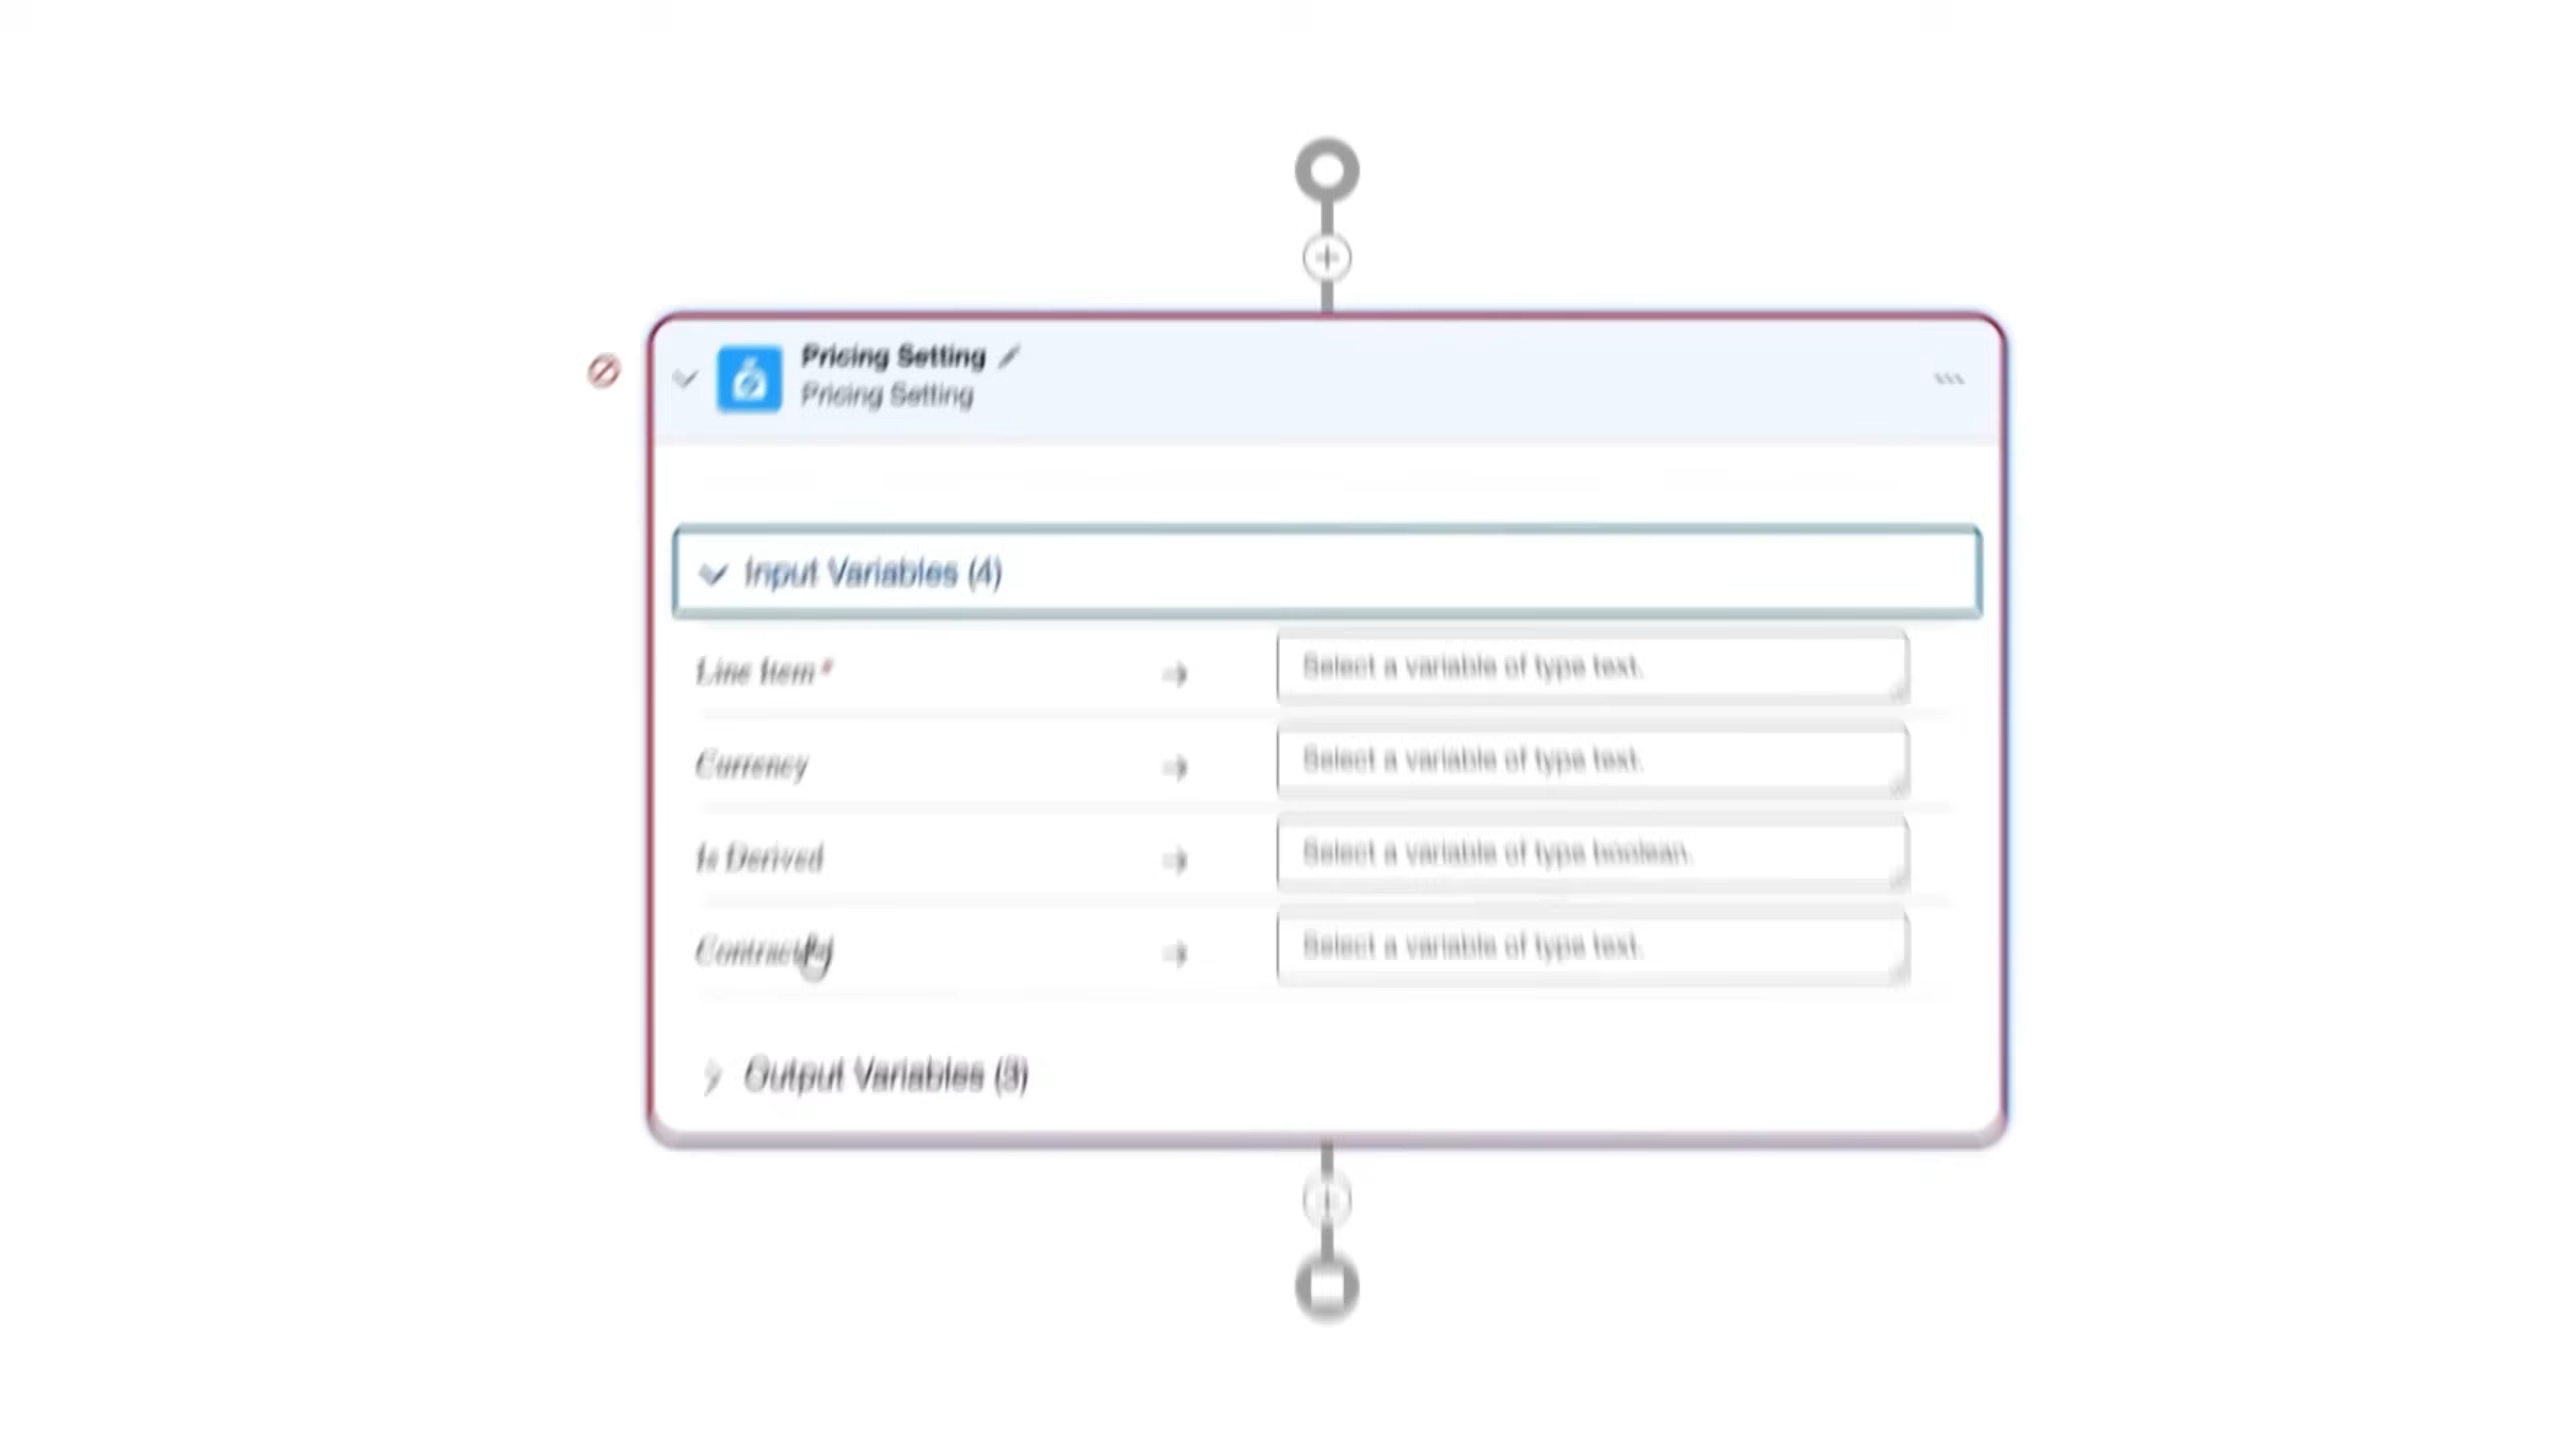 Pricing Setting
Pricing Setting
Input Variables (4)
Line Item*
Select a variable of type text.
Currency
Select a variable of type text.
Is Derived
Select a variable of type boolean.
Select a variable of type text.
Output Variables (3)